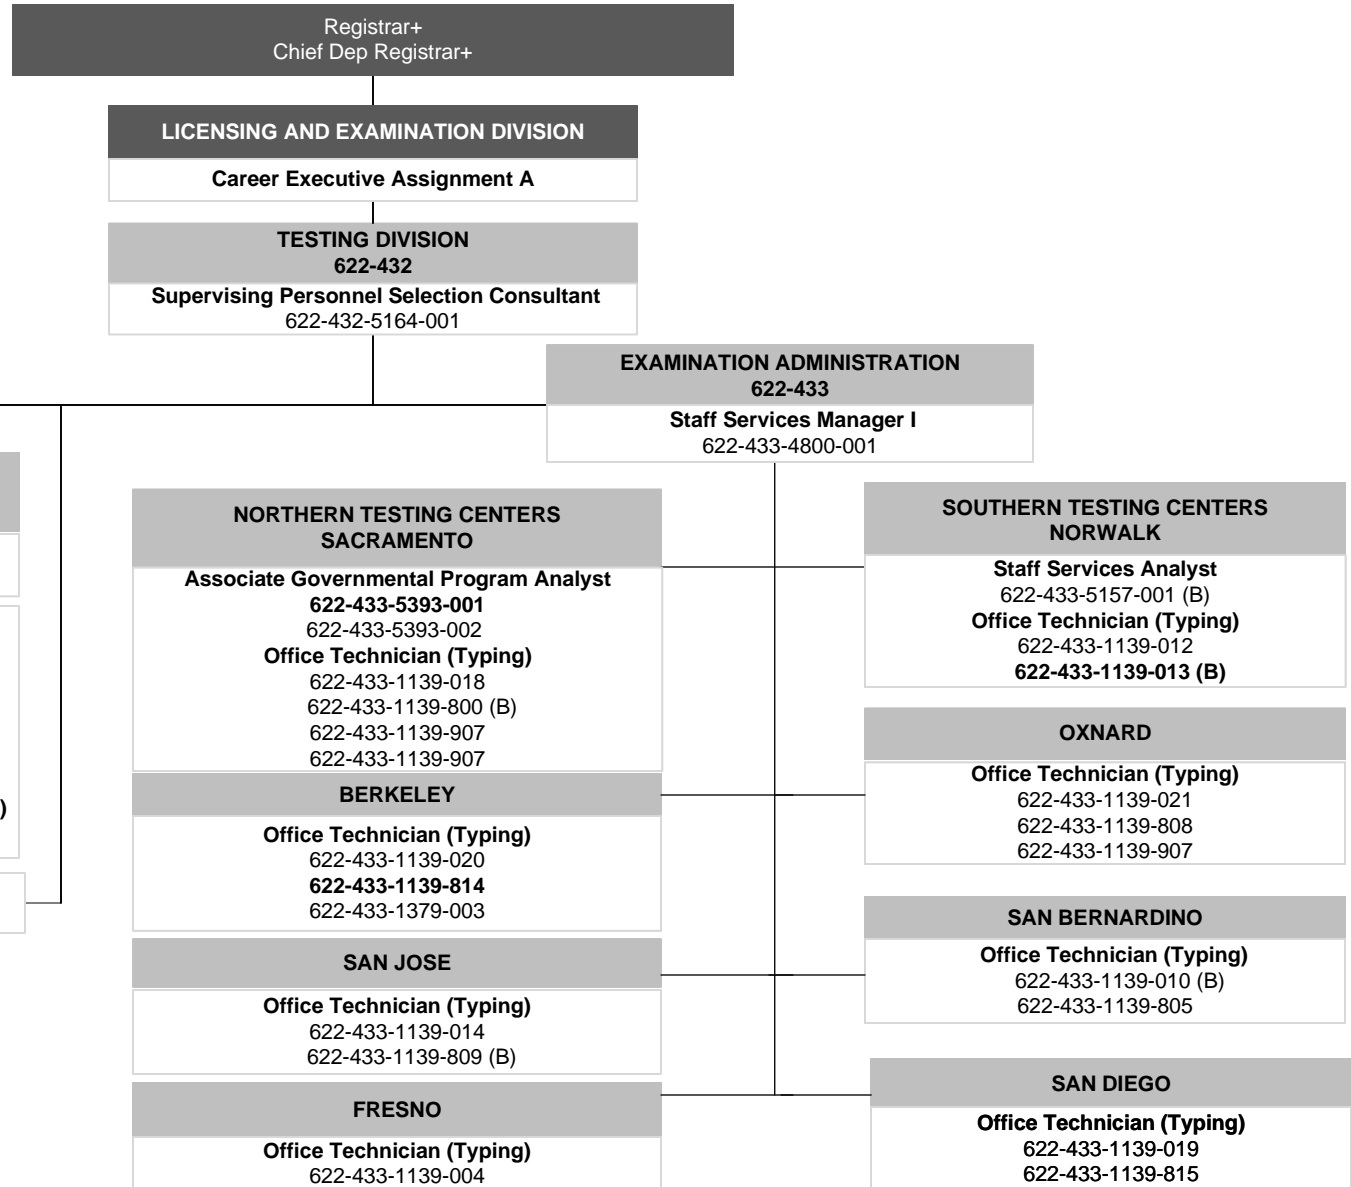 Registrar+
Chief Dep Registrar+
LICENSING AND EXAMINATION DIVISION
Career Executive Assignment A
TESTING DIVISION
622-432
Supervising Personnel Selection Consultant
622-432-5164-001
EXAMINATION ADMINISTRATION
622-433
Staff Services Manager I
622-433-4800-001
)
NORTHERN TESTING CENTERS
SACRAMENTO
Associate Governmental Program Analyst
622-433-5393-001
622-433-5393-002
Office Technician (Typing)
622-433-1139-018
622-433-1139-800 (B)
622-433-1139-907
622-433-1139-907
BERKELEY
Office Technician (Typing)
622-433-1139-020
622-433-1139-814
622-433-1379-003
SAN JOSE
Office Technician (Typing)
622-433-1139-014
622-433-1139-809 (B)
FRESNO
Office Technician (Typing)
622-433-1139-004
SOUTHERN TESTING CENTERS
NORWALK
Staff Services Analyst
622-433-5157-001 (B)
Office Technician (Typing)
622-433-1139-012
622-433-1139-013 (B)
OXNARD
Office Technician (Typing)
622-433-1139-021
622-433-1139-808
622-433-1139-907
SAN BERNARDINO
Office Technician (Typing)
622-433-1139-010 (B)
622-433-1139-805
SAN DIEGO
Office Technician (Typing)
622-433-1139-019
622-433-1139-815